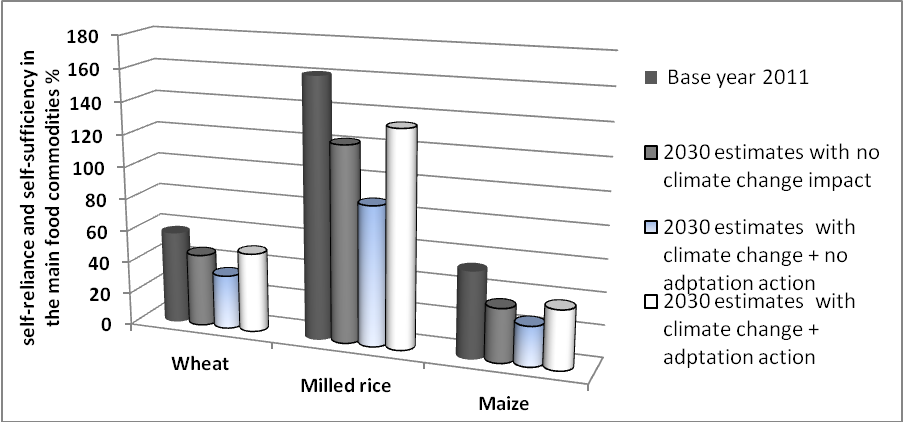 self-reliance and self-sufficiency in
the main food commodities %
180
160
140
120
100
80
60
40
20
0
Wheat
Milled rice
Maize
Base year 2011
2030 estimates with no
climate change impact
2030 estimates with
climate change + no
adptation action
2030 estimates with
climate change +
adptation action